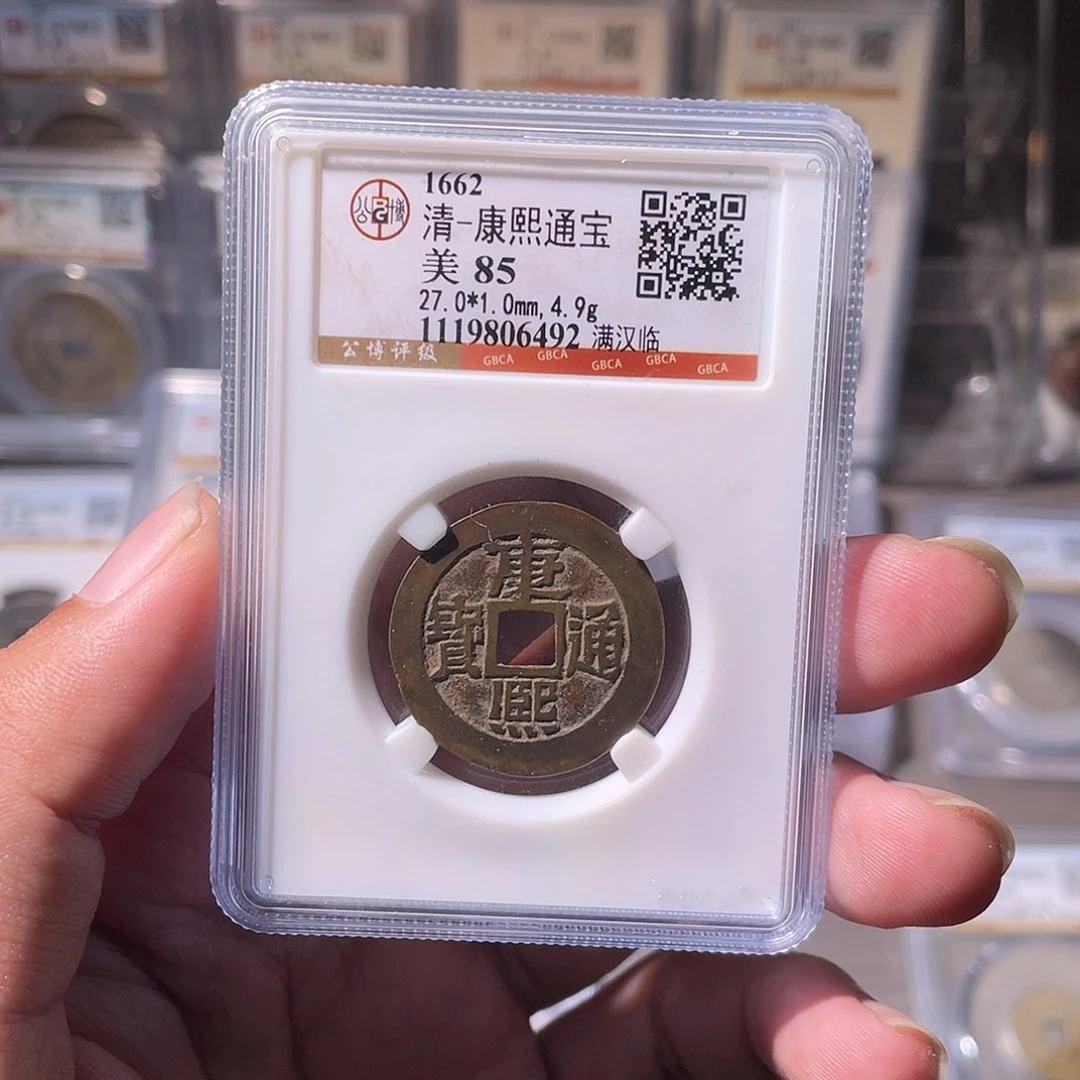 1662
清-康熙通宝
美 85
27.0*1.0mm,4.9g
1119806492 满汉临
公博评级 GBCA GBCA GBCA GBCA GBCA
康
寶 通
熙